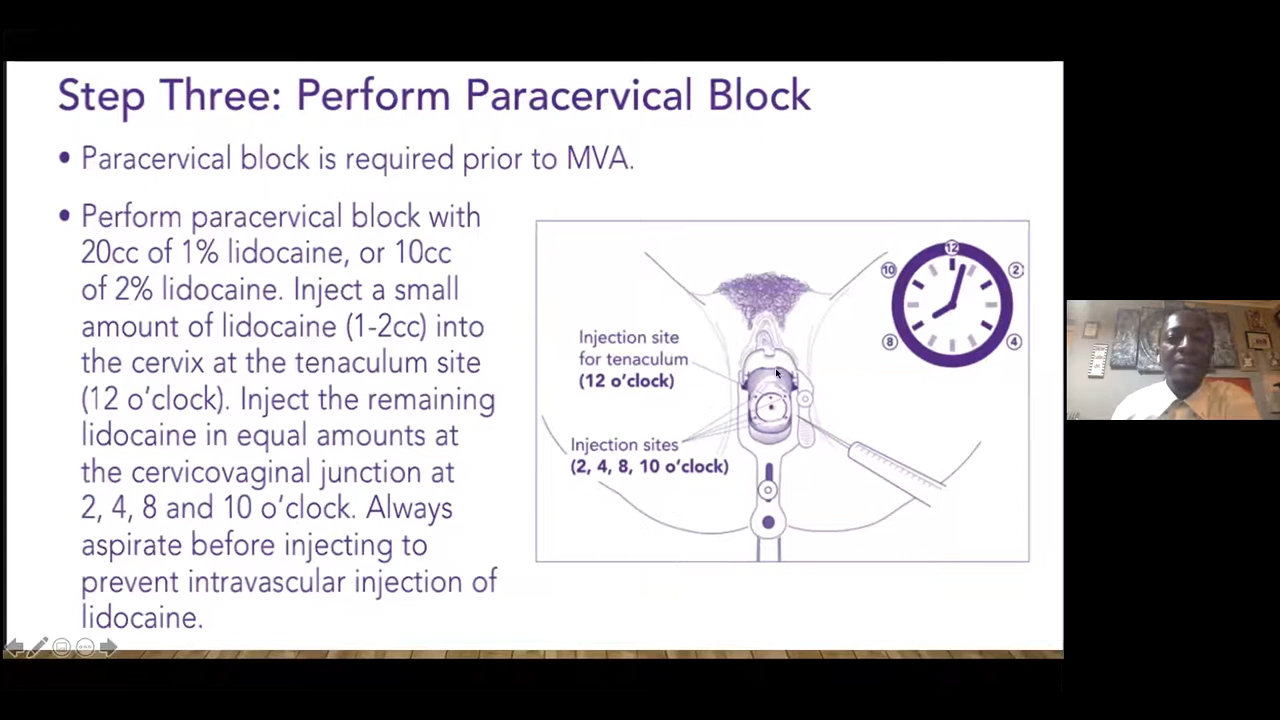 Step Three: Perform Paracervical Block
• Paracervical block is required prior to MVA.
• Perform paracervical block with
20cc of 1% lidocaine, or 10cc
of 2% lidocaine. Inject a small
amount of lidocaine (1-2cc) into
the cervix at the tenaculum site
(12 o'clock). Inject the remaining
lidocaine in equal amounts at
the cervicovaginal junction at
2, 4, 8 and 10 o'clock. Always
aspirate before injecting to
prevent intravascular injection of
lidocaine.
Injection site
for tenaculum
(12 o'clock)
Injection sites
(2, 4, 8, 10 o'clock)
12
10
2
8
4